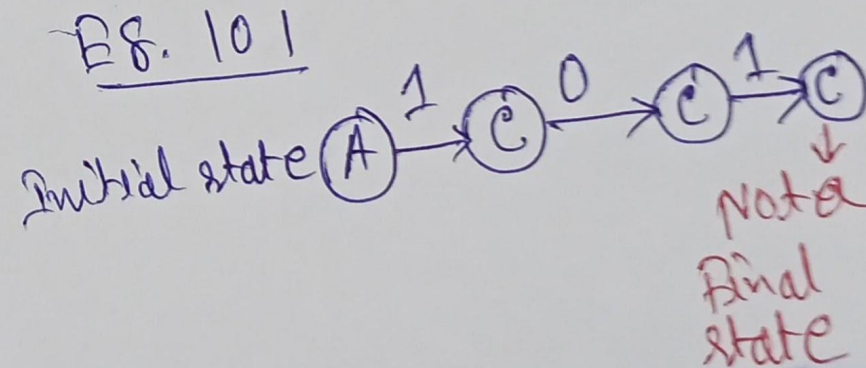 Eg. 101
Initial state A 1 C 0 C 1 C
Not a
Final
state